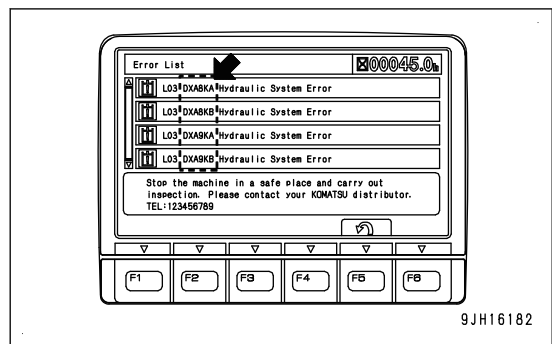 Error List 00045.0h
L03 DXA8KA Hydraulic System Error
L03 DXA8KB Hydraulic System Error
L03 DXA9KA Hydraulic System Error
L03 DXA9KB Hydraulic System Error
Stop the machine in a safe place and carry out
inspection. Please contact your KOMATSU distributor.
TEL:123456789
F1 F2 F3 F4 F5 F6
9JH16182